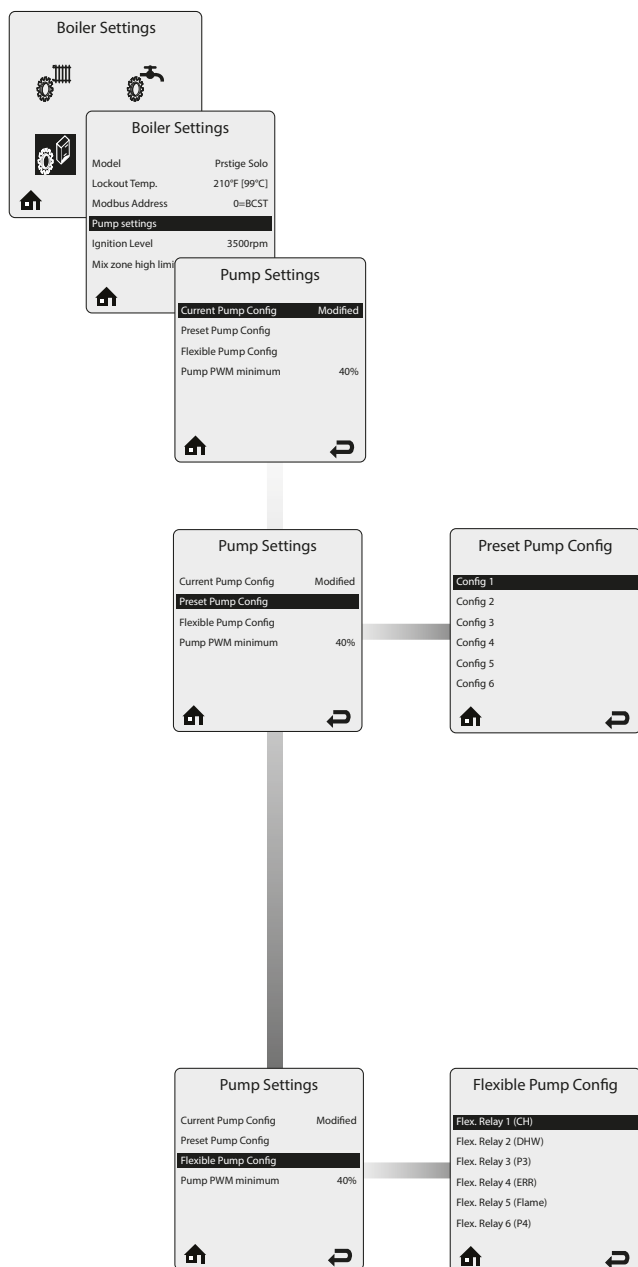 Boiler Settings
Boiler Settings
Model Prstige Solo
Lockout Temp. 210°F [99°C]
Modbus Address 0=BCST
Pump settings
Ignition Level 3500rpm
Mix zone high limi
Pump Settings
Current Pump Config Modified
Preset Pump Config
Flexible Pump Config
Pump PWM minimum 40%
Pump Settings
Current Pump Config Modified
Preset Pump Config
Flexible Pump Config
Pump PWM minimum 40%
Preset Pump Config
Config 1
Config 2
Config 3
Config 4
Config 5
Config 6
Pump Settings
Current Pump Config Modified
Preset Pump Config
Flexible Pump Config
Pump PWM minimum 40%
Flexible Pump Config
Flex. Relay 1 (CH)
Flex. Relay 2 (DHW)
Flex. Relay 3 (P3)
Flex. Relay 4 (ERR)
Flex. Relay 5 (Flame)
Flex. Relay 6 (P4)